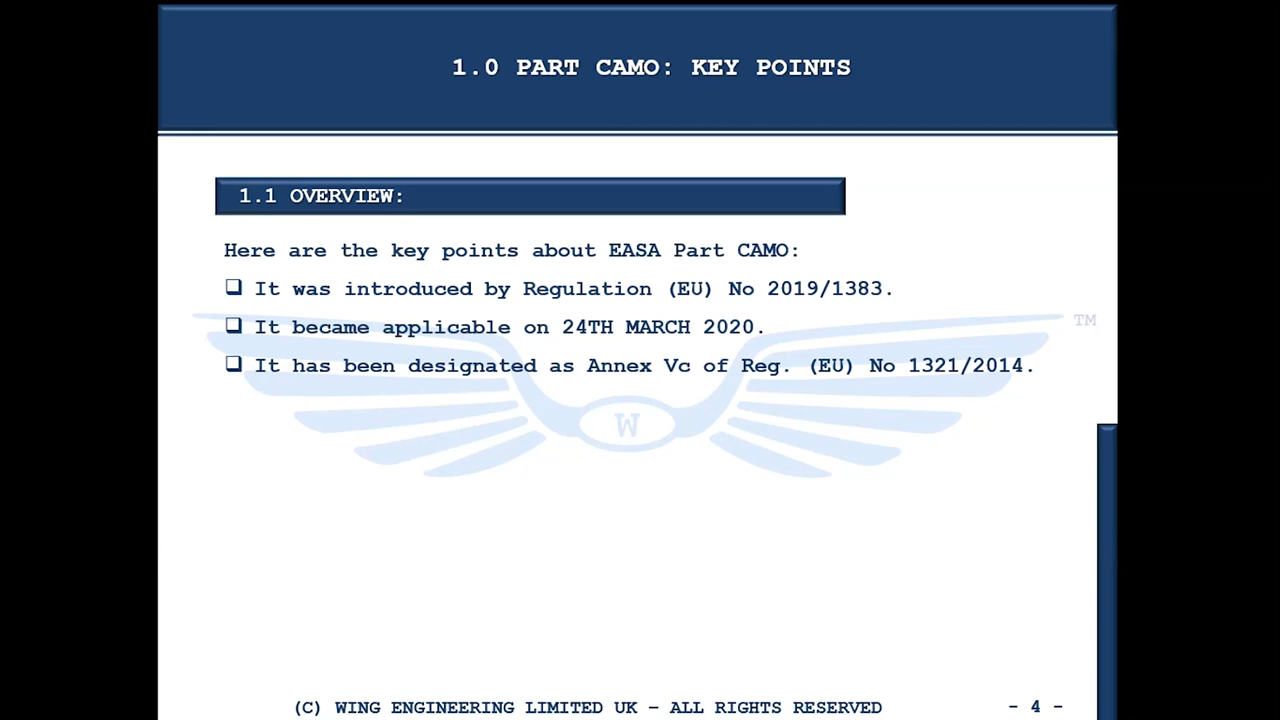 1.0 PART CAMO: KEY POINTS
1.1 OVERVIEW:
Here are the key points about EASA Part CAMO:
❑ It was introduced by Regulation (EU) No 2019/1383.
❑ It became applicable on 24TH MARCH 2020.
TM
❑ It has been designated as Annex Vc of Reg. (EU) No 1321/2014.
W
(C) WING ENGINEERING LIMITED UK – ALL RIGHTS RESERVED
- 4 -